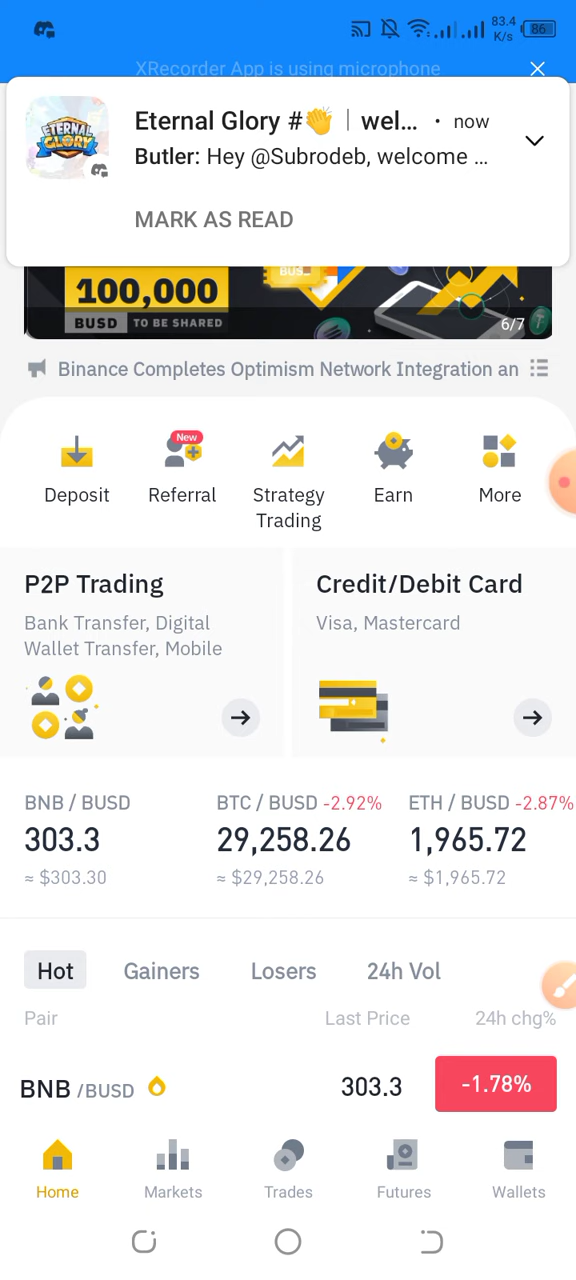 83.4
K/s
86
XRecorder App is using microphone
ETERNAL
GLORY
Eternal Glory #👏 | wel... • now
Butler: Hey @Subrodeb, welcome ...
MARK AS READ
100,000
BUS
BUSD TO BE SHARED
6/7
Binance Completes Optimism Network Integration an
New
Deposit
Referral
Strategy
Trading
Earn
More
P2P Trading
Bank Transfer, Digital
Wallet Transfer, Mobile
Credit/Debit Card
Visa, Mastercard
BNB / BUSD
303.3
≈ $303.30
BTC / BUSD -2.92%
29,258.26
≈ $29,258.26
ETH / BUSD -2.87%
1,965.72
≈ $1,965.72
Hot Gainers Losers 24h Vol
Pair Last Price 24h chg%
BNB /BUSD 303.3 -1.78%
Home Markets Trades Futures Wallets